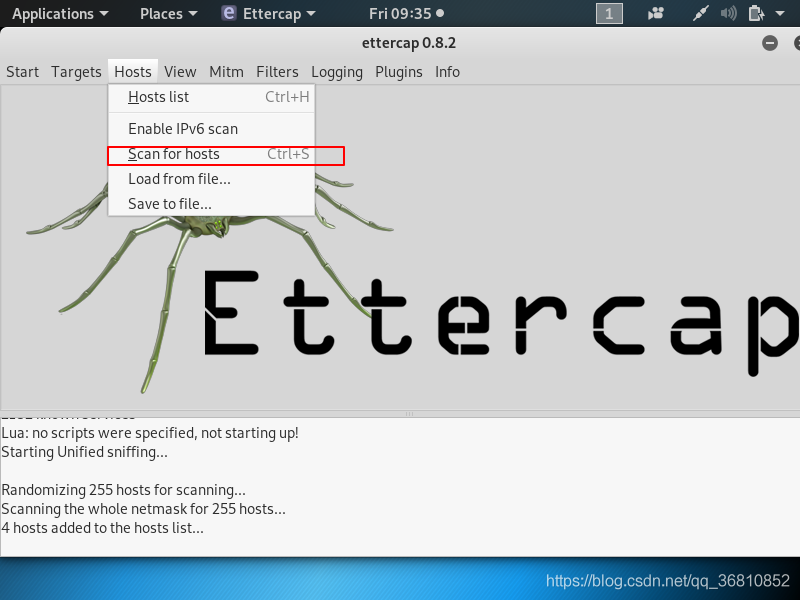 Applications Places Ettercap Fri 09:35 1
ettercap 0.8.2
Start Targets Hosts View Mitm Filters Logging Plugins Info
Hosts list Ctrl+H
Enable IPv6 scan
Scan for hosts Ctrl+S
Load from file...
Save to file...
Ettercap
Lua: no scripts were specified, not starting up!
Starting Unified sniffing...
Randomizing 255 hosts for scanning...
Scanning the whole netmask for 255 hosts...
4 hosts added to the hosts list...
https://blog.csdn.net/qq_36810852